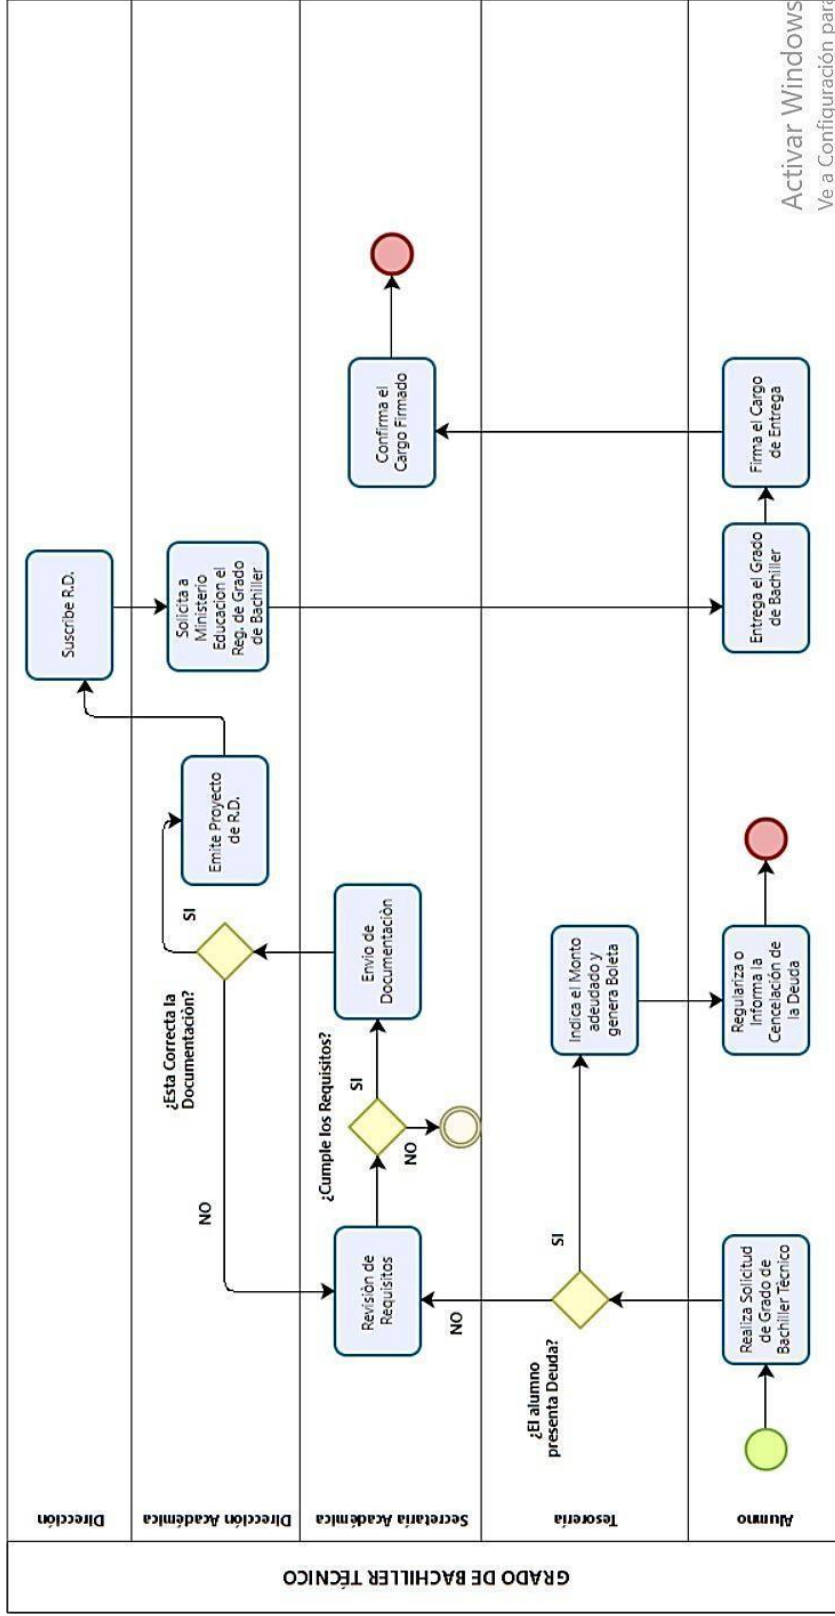 GRADO DE BACHILLER TÉCNICO
Dirección
Suscribe R.D.
Dirección Académica
¿Esta Correcta la
Documentaciòn?
NO
SI
Emite Proyecto
de R.D.
Solicita a
Ministerio
Educacion el
Reg. de Grado
de Bachiller
Secretaría Académica
Revisiòn de
Requisitos
¿Cumple los Requisitos?
NO
SI
Envio de
Documentaciòn
Confirma el
Cargo Firmado
Tesorería
¿El alumno
presenta Deuda?
NO
SI
Indica el Monto
adeudado y
genera Boleta
Alumno
Realiza Solicitud
de Grado de
Bachiller Técnico
Regulariza o
Informa la
Cencelaciòn de
la Deuda
Entrega el Grado
de Bachiller
Firma el Cargo
de Entrega
Activar Windows
Ve a Configuración para